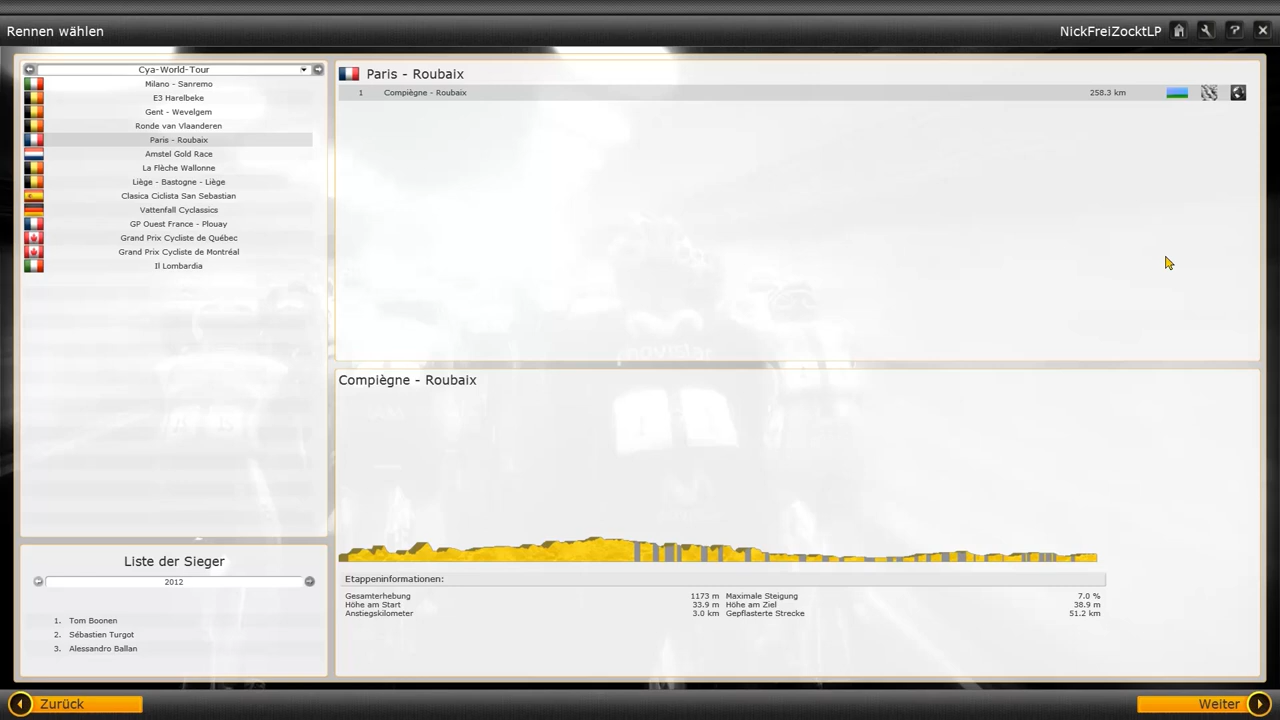 Rennen wählen
NickFreiZocktLP
Cya-World-Tour
Milano - Sanremo
E3 Harelbeke
Gent - Wevelgem
Ronde van Vlaanderen
Paris - Roubaix
Amstel Gold Race
La Flèche Wallonne
Liège - Bastogne - Liège
Clasica Ciclista San Sebastian
Vattenfall Cyclassics
GP Ouest France - Plouay
Grand Prix Cycliste de Québec
Grand Prix Cycliste de Montréal
Il Lombardia
Liste der Sieger
2012
1. Tom Boonen
2. Sébastien Turgot
3. Alessandro Ballan
Paris - Roubaix
1 Compiègne - Roubaix 258.3 km
Compiègne - Roubaix
Etappeninformationen:
Gesamterhebung 1173 m Maximale Steigung 7.0 %
Höhe am Start 33.9 m Höhe am Ziel 38.9 m
Anstiegskilometer 3.0 km Gepflasterte Strecke 51.2 km
Zurück
Weiter